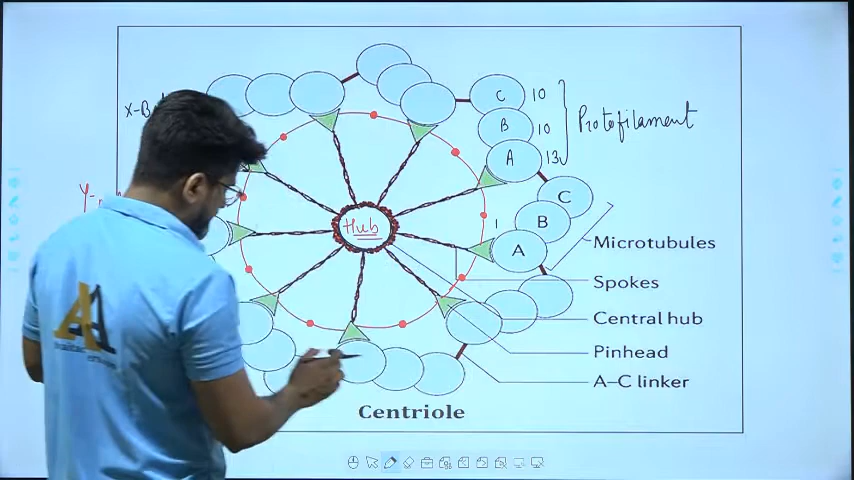 C 10
B 10
A 13
Protofilament
C
B
A
1
Hub
Microtubules
Spokes
Central hub
Pinhead
A–C linker
Centriole